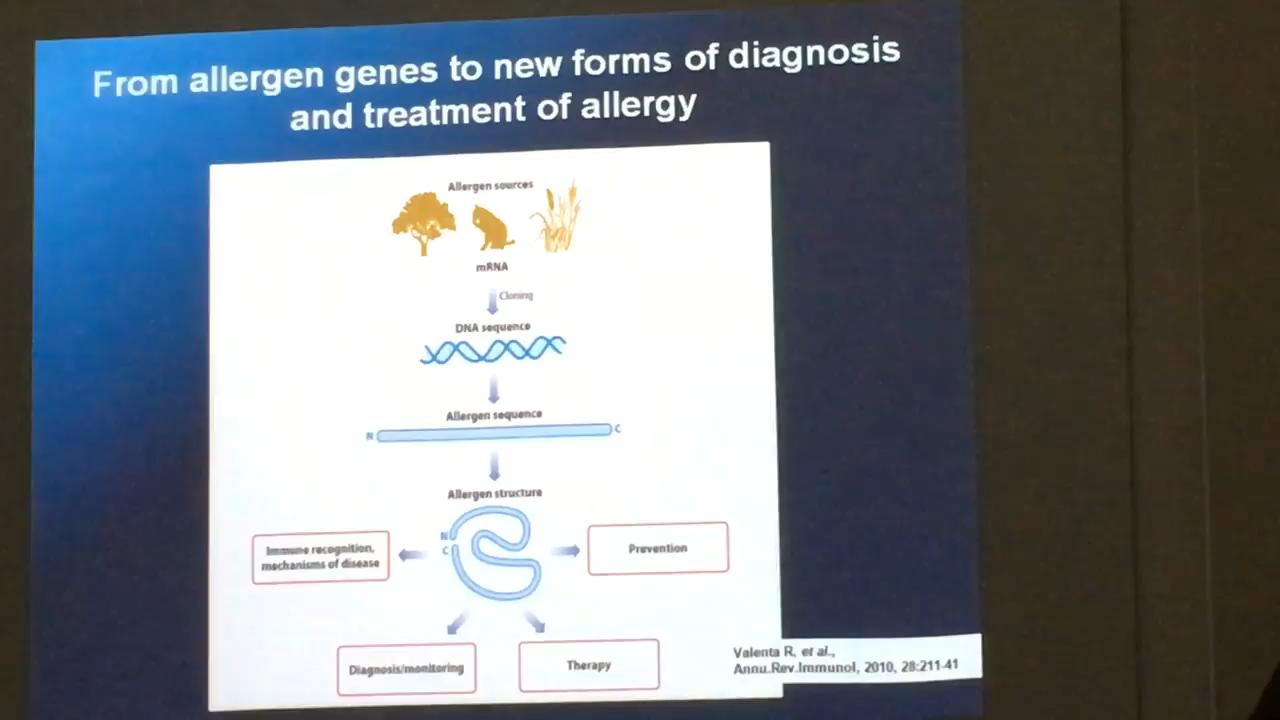 From allergen genes to new forms of diagnosis
and treatment of allergy
Allergen sources
mRNA
Cloning
DNA sequence
Allergen sequence
N
C
Allergen structure
N
C
Immune recognition,
mechanisms of disease
Prevention
Diagnosis/monitoring
Therapy
Valenta R, et al.,
Annu.Rev.Immunol, 2010, 28:211-41